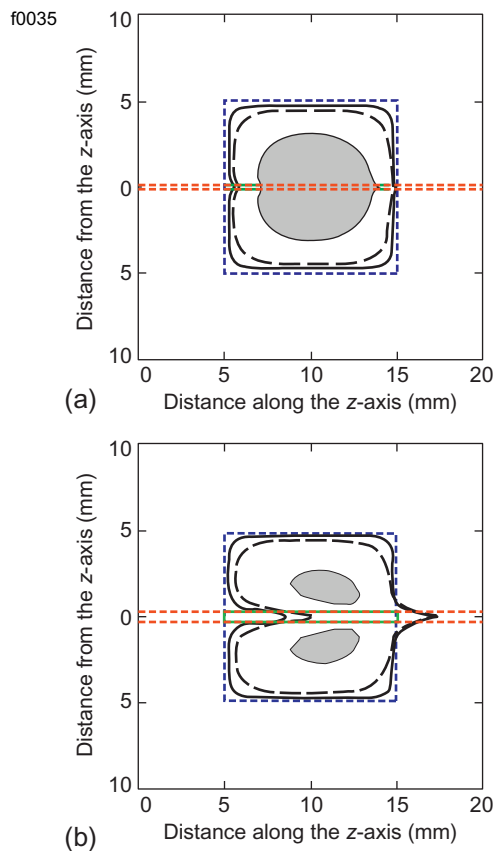 f0035
10
5
0
5
10
Distance from the z-axis (mm)
0 5 10 15 20
Distance along the z-axis (mm)
(a)
10
5
0
5
10
Distance from the z-axis (mm)
0 5 10 15 20
Distance along the z-axis (mm)
(b)